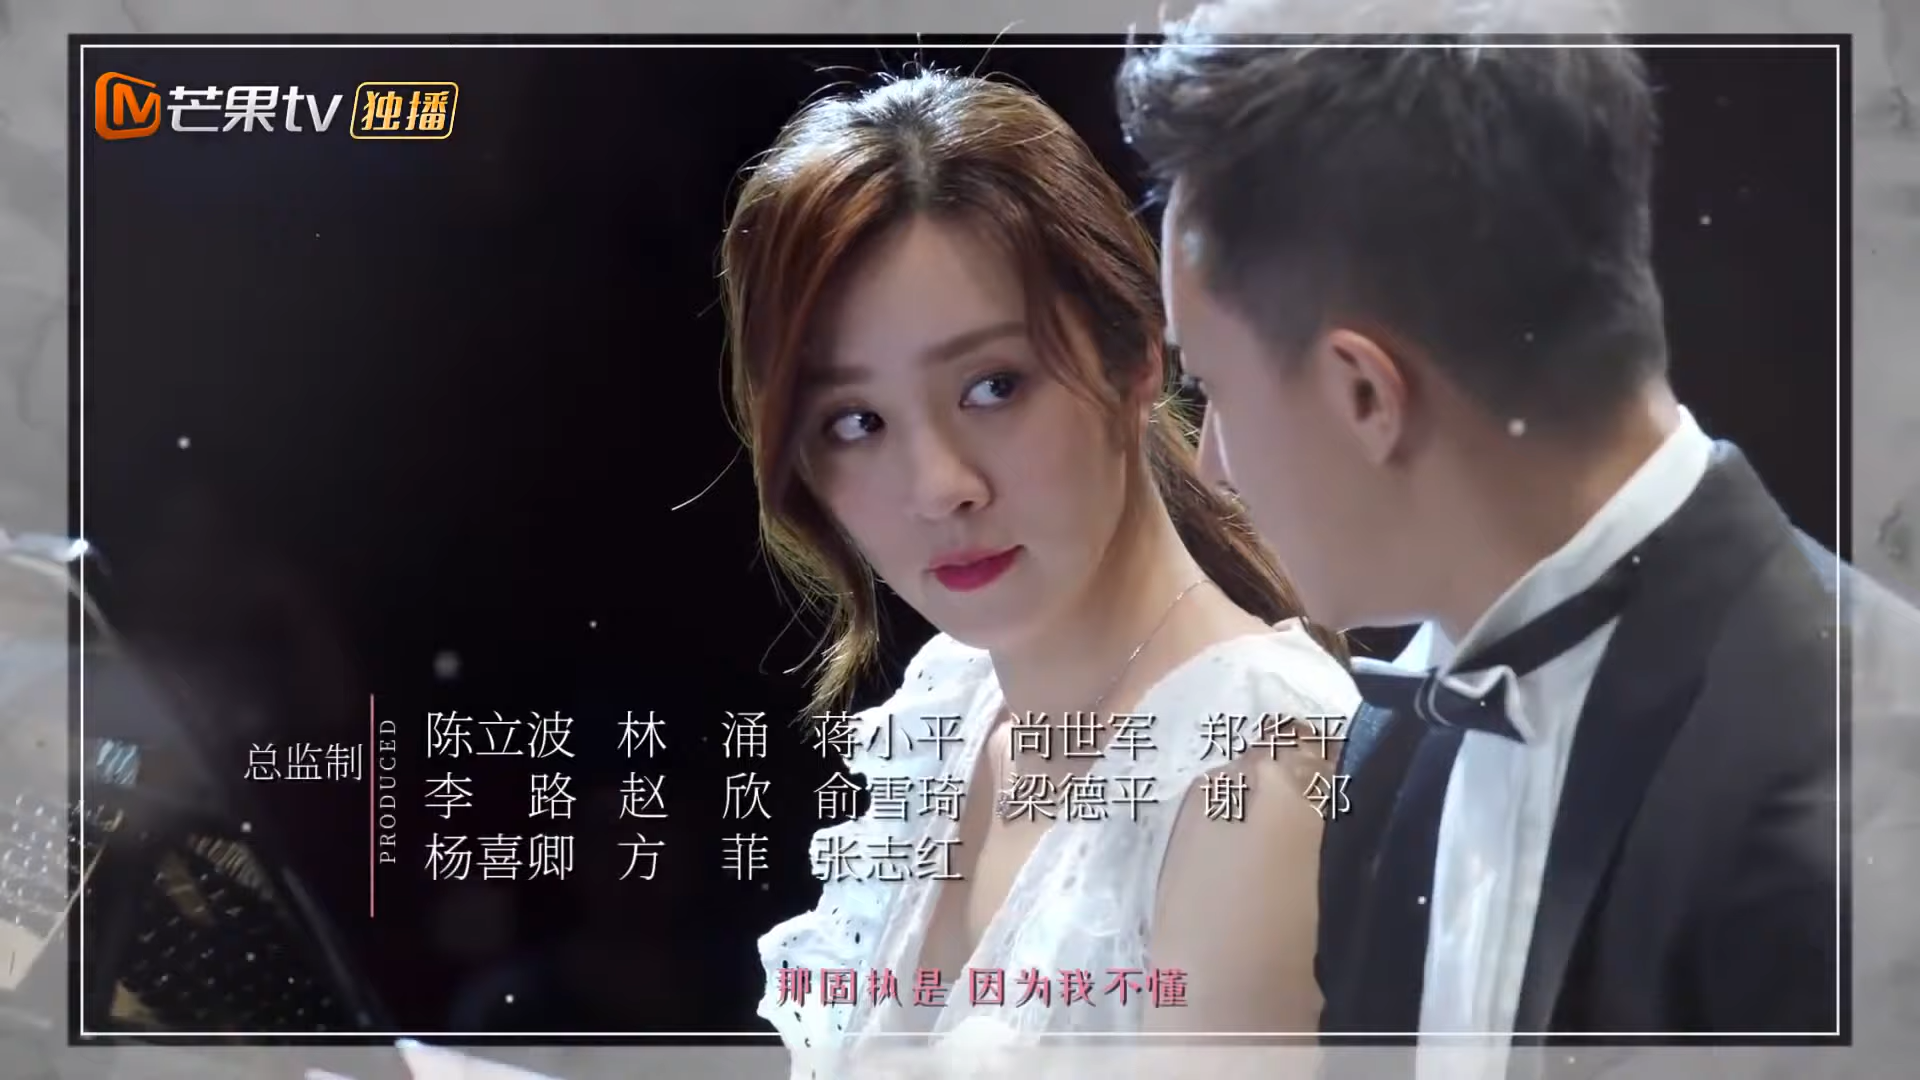 芒果tv 独播
总监制
PRODUCED
陈立波 林 涌 蒋小平 尚世军 郑华平
李 路 赵 欣 俞雪琦 梁德平 谢 邻
杨喜卿 方 菲 张志红
那固执是 因为我不懂